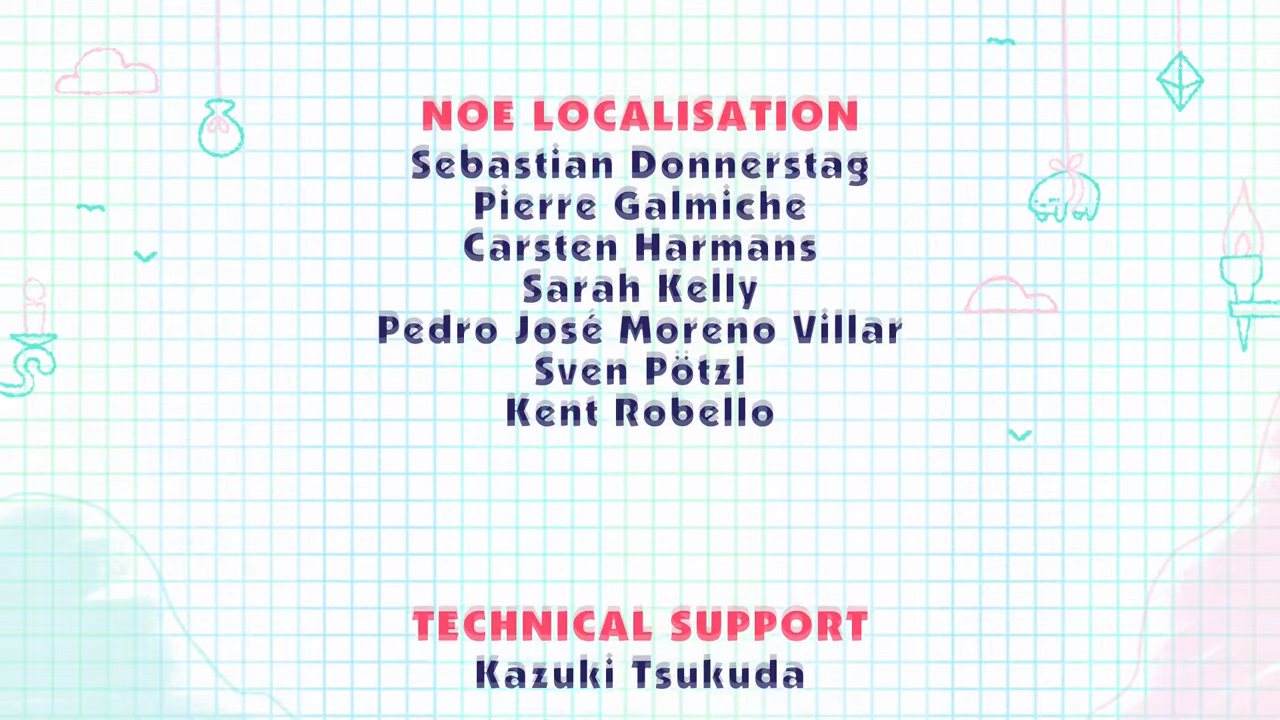 NOE LOCALISATION
Sebastian Donnerstag
Pierre Galmiche
Carsten Harmans
Sarah Kelly
Pedro José Moreno Villar
Sven Pötzl
Kent Robello
TECHNICAL SUPPORT
Kazuki Tsukuda